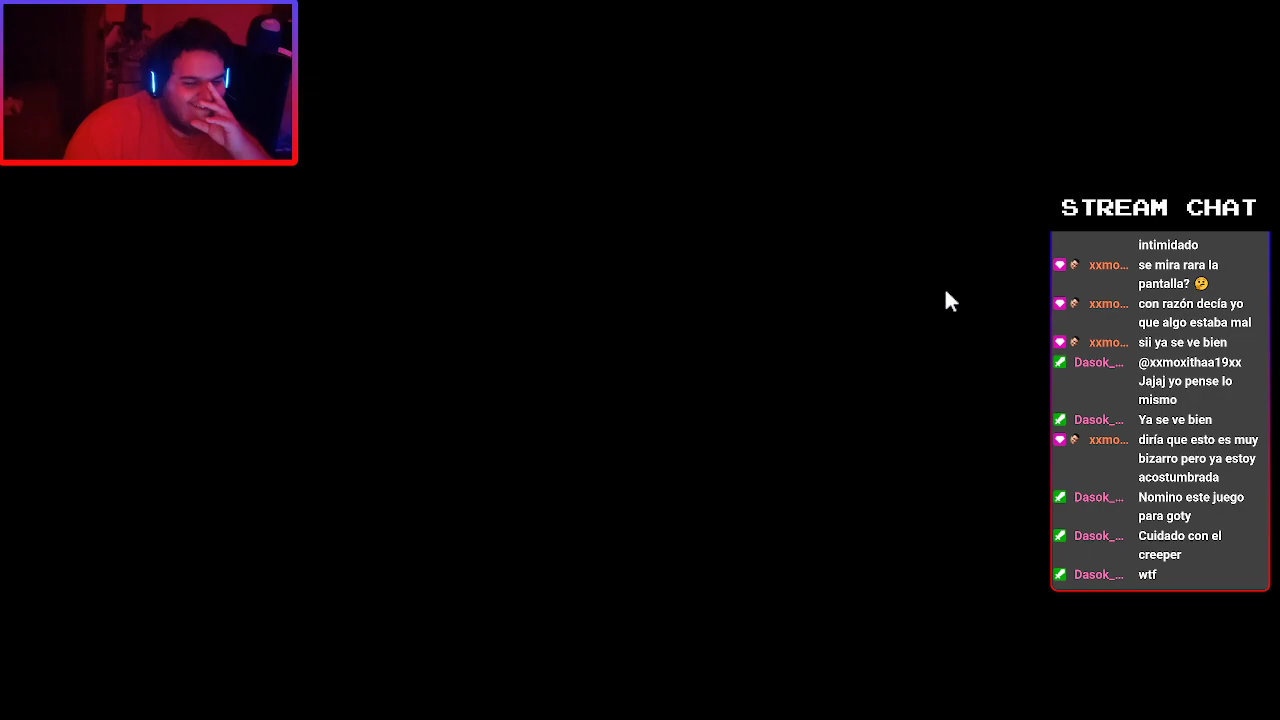 STREAM CHAT
intimidado
xxmo... se mira rara la
pantalla? 🤔
xxmo... con razón decía yo
que algo estaba mal
xxmo... sii ya se ve bien
Dasok_... @xxmoxithaa19xx
Jajaj yo pense lo
mismo
Dasok_... Ya se ve bien
xxmo... diría que esto es muy
bizarro pero ya estoy
acostumbrada
Dasok_... Nomino este juego
para goty
Dasok_... Cuidado con el
creeper
Dasok_... wtf